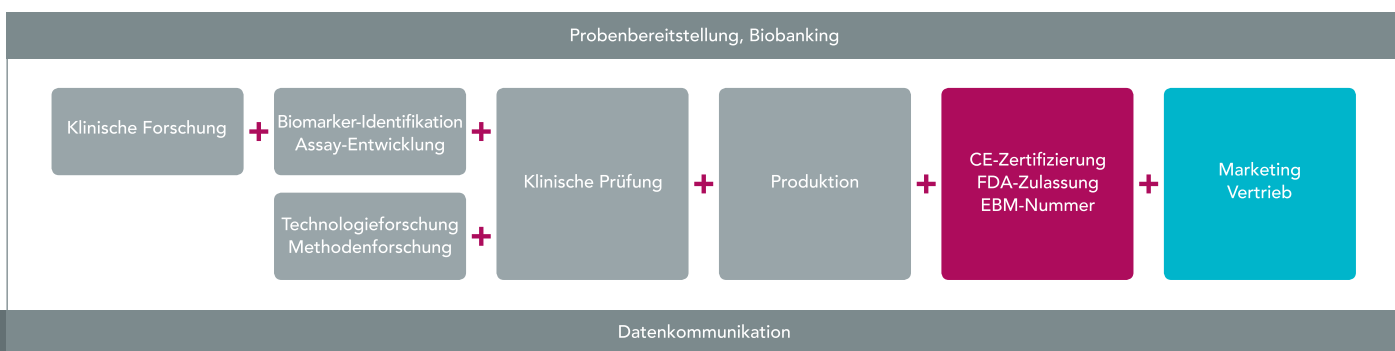 Probenbereitstellung, Biobanking
Klinische Forschung
+
Biomarker-Identifikation
Assay-Entwicklung
+
Technologieforschung
Methodenforschung
+
Klinische Prüfung
+
Produktion
+
CE-Zertifizierung
FDA-Zulassung
EBM-Nummer
+
Marketing
Vertrieb
Datenkommunikation